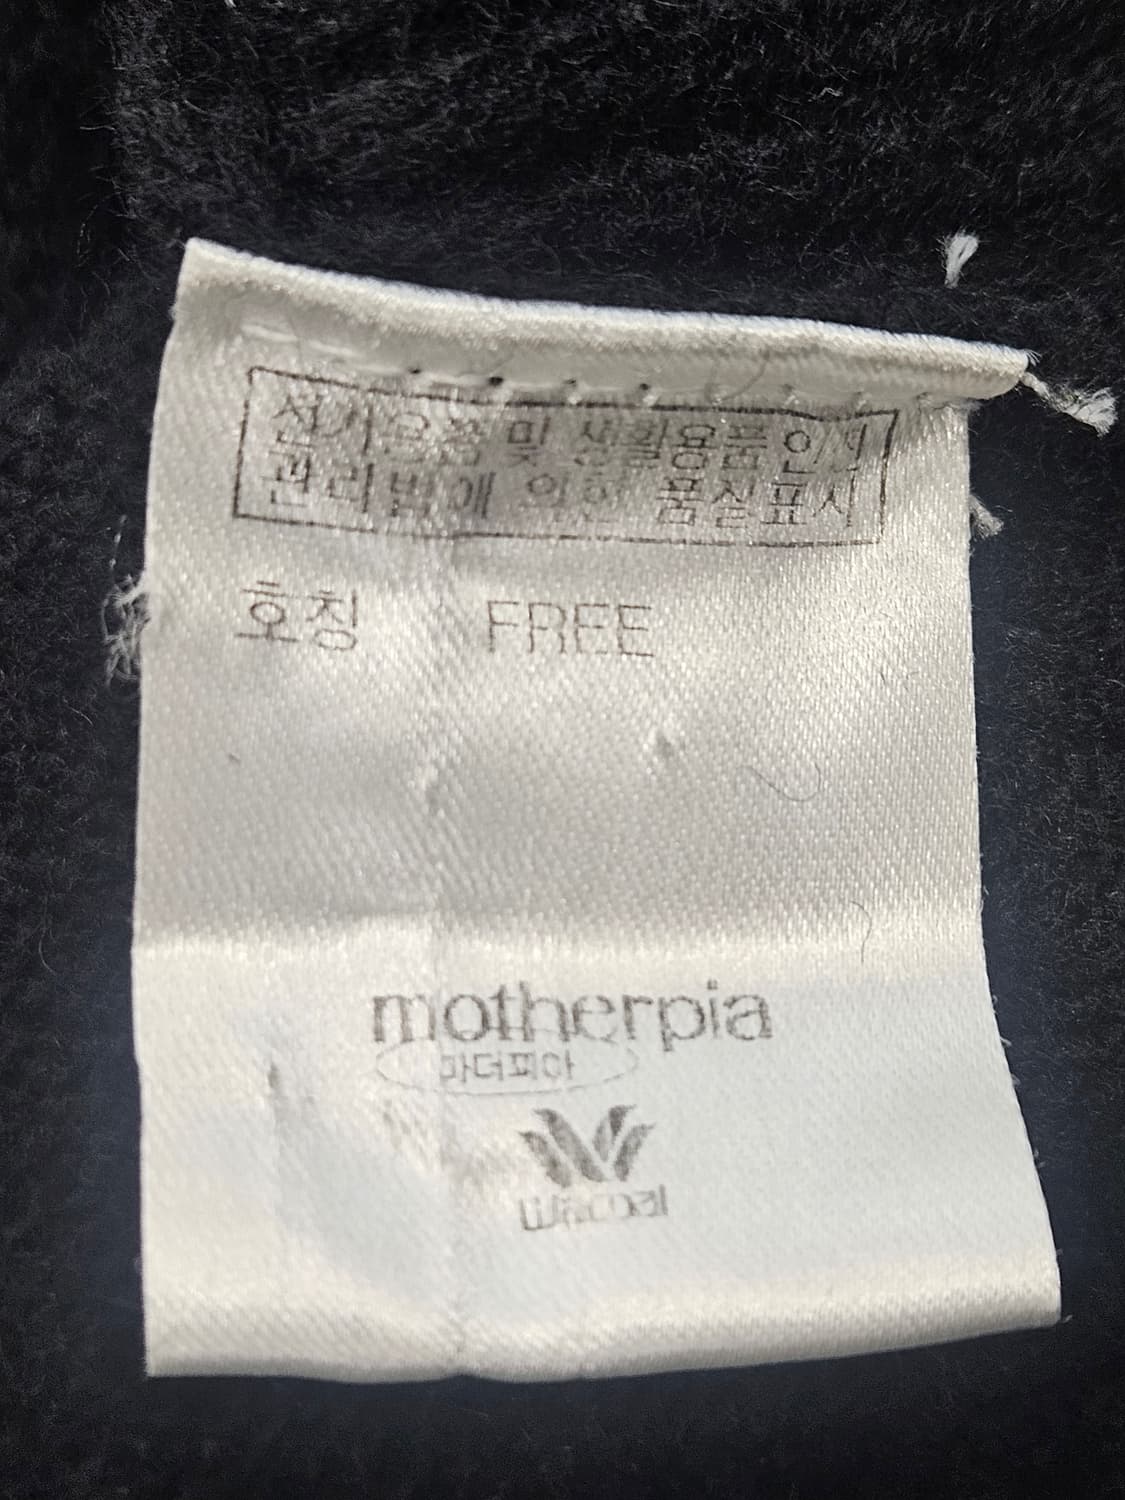 전기용품 및 생활용품안전
관리법에 의한 품질표시
호칭 FREE
motherpia
마더피아
Wacoal